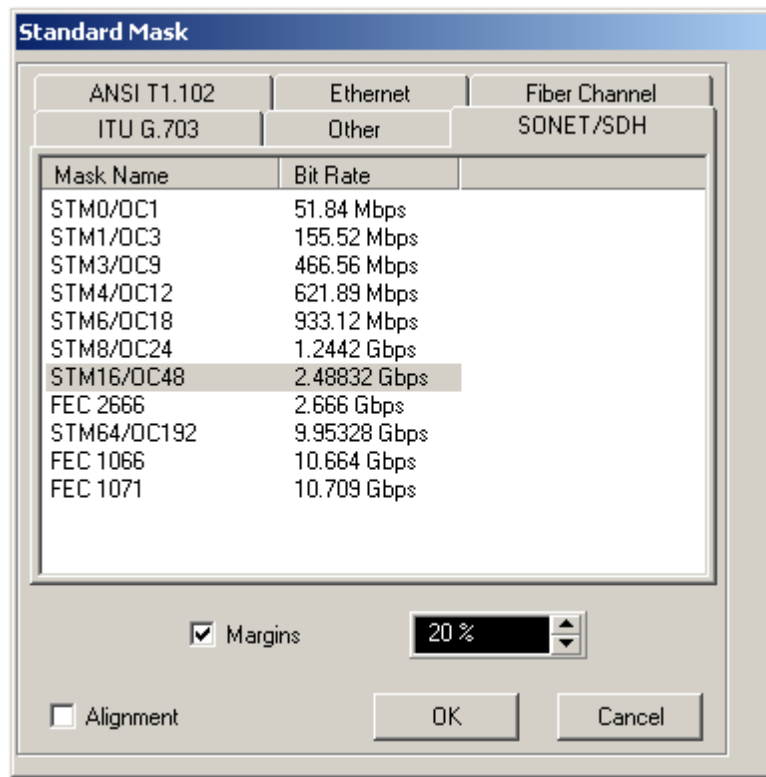 Standard Mask
ANSI T1.102 Ethernet Fiber Channel
ITU G.703 Other SONET/SDH
Mask Name Bit Rate
STM0/OC1 51.84 Mbps
STM1/OC3 155.52 Mbps
STM3/OC9 466.56 Mbps
STM4/OC12 621.89 Mbps
STM6/OC18 933.12 Mbps
STM8/OC24 1.2442 Gbps
STM16/OC48 2.48832 Gbps
FEC 2666 2.666 Gbps
STM64/OC192 9.95328 Gbps
FEC 1066 10.664 Gbps
FEC 1071 10.709 Gbps
Margins 20 %
Alignment OK Cancel